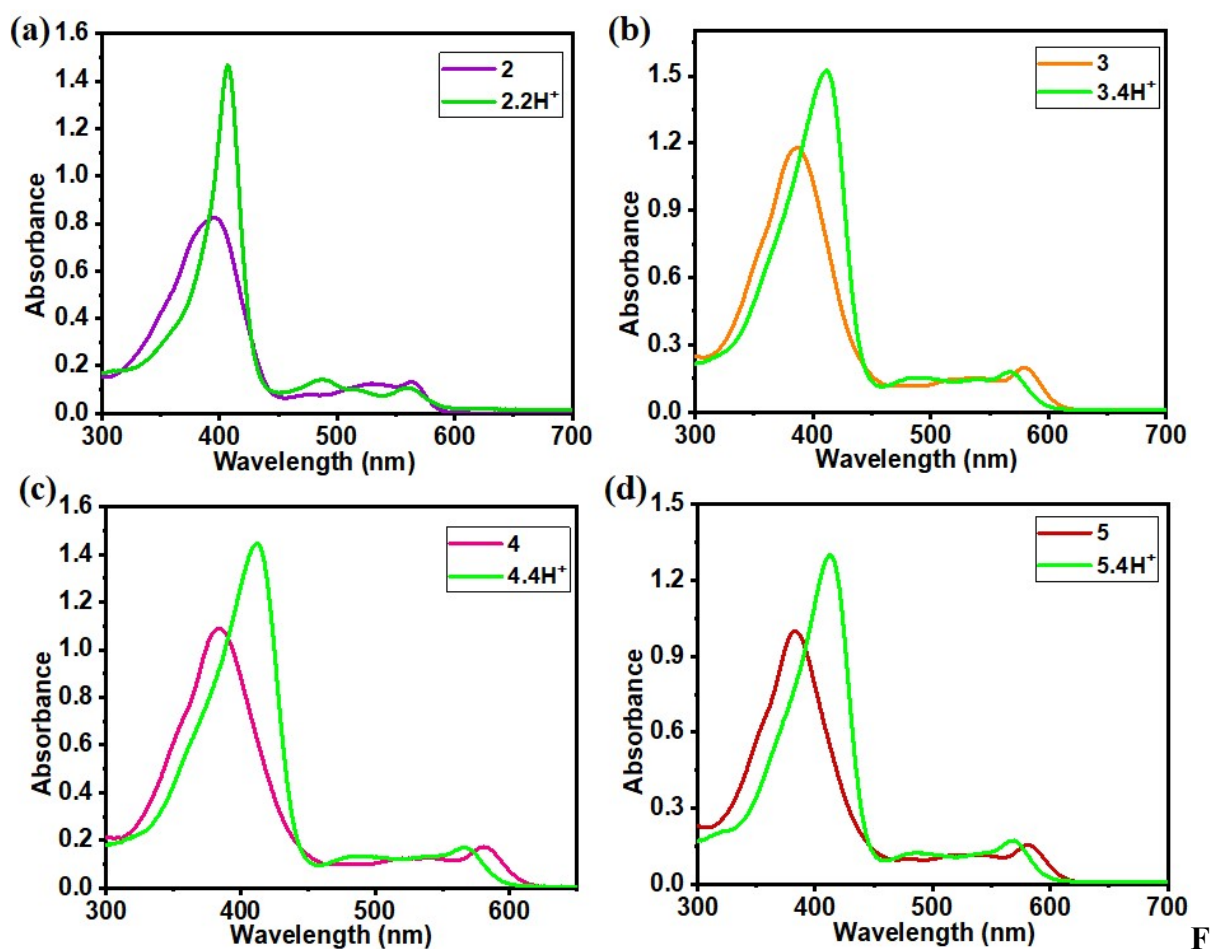 (a)
1.6
1.4
1.2
1.0
0.8
0.6
0.4
0.2
0.0
Absorbance
2
2.2H⁺
300 400 500 600 700
Wavelength (nm)
(b)
1.5
1.2
0.9
0.6
0.3
0.0
Absorbance
3
3.4H⁺
300 400 500 600 700
Wavelength (nm)
(c)
1.6
1.4
1.2
1.0
0.8
0.6
0.4
0.2
0.0
Absorbance
4
4.4H⁺
300 400 500 600
Wavelength (nm)
(d)
1.5
1.2
0.9
0.6
0.3
0.0
Absorbance
5
5.4H⁺
300 400 500 600 700
Wavelength (nm)
F